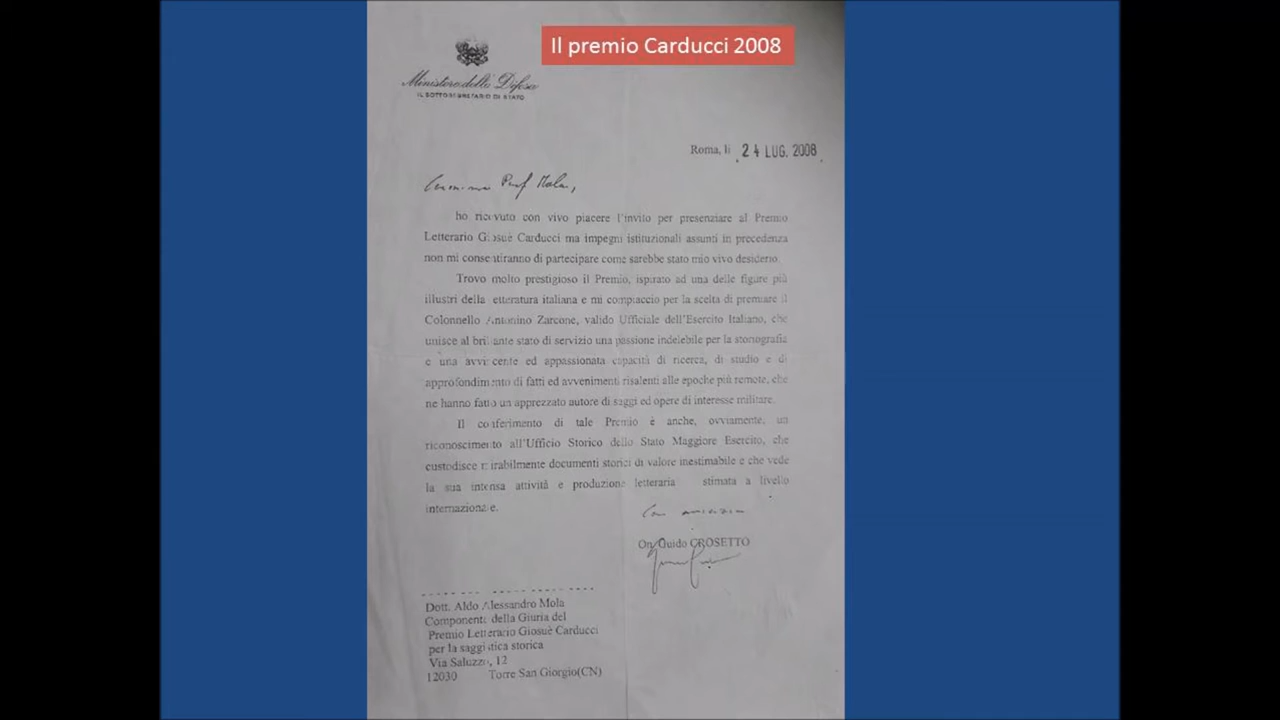 Il premio Carducci 2008
Ministero della Difesa
IL SOTTOSEGRETARIO DI STATO
Roma, lì 24 LUG. 2008
Prof Mola,
ho ricevuto con vivo piacere l'invito per presenziare al Premio
Letterario Giosuè Carducci ma impegni istituzionali assunti in precedenza
non mi consentiranno di partecipare come sarebbe stato mio vivo desiderio.
Trovo molto prestigioso il Premio, ispirato ad una delle figure più
illustri della letteratura italiana e mi compiaccio per la scelta di premiare il
Colonnello Antonino Zarcone, valido Ufficiale dell'Esercito Italiano, che
unisce al brillante stato di servizio una passione indelebile per la storiografia
e una avvincente ed appassionata capacità di ricerca, di studio e di
approfondimento di fatti ed avvenimenti risalenti alle epoche più remote, che
ne hanno fatto un apprezzato autore di saggi ed opere di interesse militare.
Il conferimento di tale Premio è anche, ovviamente, un
riconoscimento all'Ufficio Storico dello Stato Maggiore Esercito, che
custodisce mirabilmente documenti storici di valore inestimabile e che vede
la sua intensa attività e produzione letteraria stimata a livello
internazionale.
Con amicizia
On. Guido CROSETTO
Dott. Aldo Alessandro Mola
Componente della Giuria del
Premio Letterario Giosuè Carducci
per la saggistica storica
Via Saluzzo, 12
12030 Torre San Giorgio(CN)